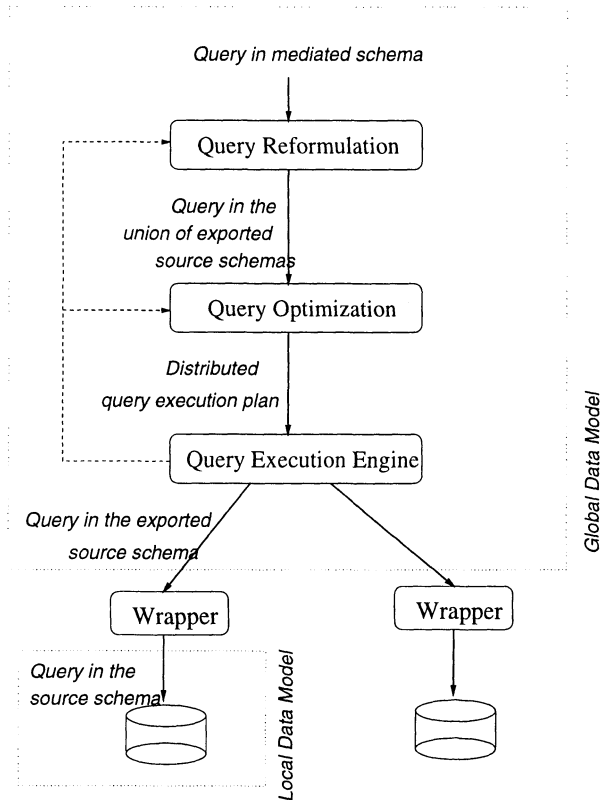 Query in mediated schema
Query Reformulation
Query in the
union of exported
source schemas
Query Optimization
Distributed
query execution plan
Query Execution Engine
Global Data Model
Query in the exported
source schema
Wrapper
Wrapper
Query in the
source schema
Local Data Model